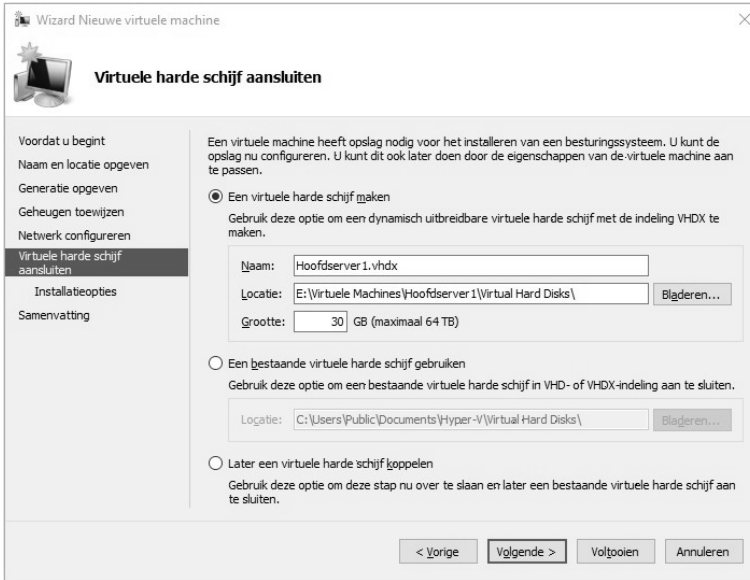 Wizard Nieuwe virtuele machine
Virtuele harde schijf aansluiten
Voordat u begint
Naam en locatie opgeven
Generatie opgeven
Geheugen toewijzen
Netwerk configureren
Virtuele harde schijf
aansluiten
Installatieopties
Samenvatting
Een virtuele machine heeft opslag nodig voor het installeren van een besturingssysteem. U kunt de
opslag nu configureren. U kunt dit ook later doen door de eigenschappen van de virtuele machine aan
te passen.
Een virtuele harde schijf maken
Gebruik deze optie om een dynamisch uitbreidbare virtuele harde schijf met de indeling VHDX te
maken.
Naam: Hoofdserver1.vhdx
Locatie: E:\Virtuele Machines\Hoofdserver1\Virtual Hard Disks\ Bladeren...
Grootte: 30 GB (maximaal 64 TB)
Een bestaande virtuele harde schijf gebruiken
Gebruik deze optie om een bestaande virtuele harde schijf in VHD- of VHDX-indeling aan te sluiten.
Locatie: C:\Users\Public\Documents\Hyper-V\Virtual Hard Disks\ Bladeren...
Later een virtuele harde schijf koppelen
Gebruik deze optie om deze stap nu over te slaan en later een bestaande virtuele harde schijf aan
te sluiten.
< Vorige Volgende > Voltooien Annuleren